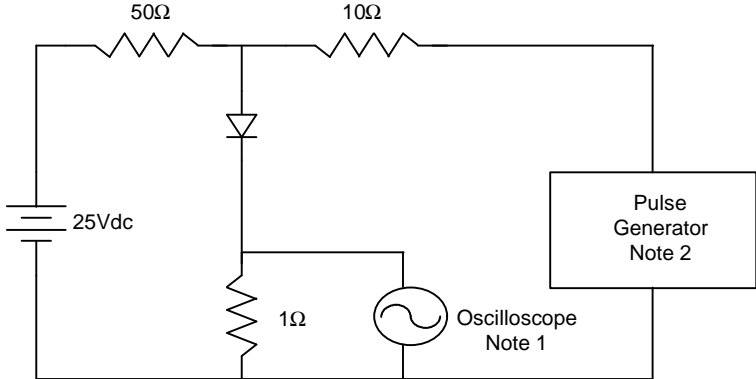 50Ω
10Ω
25Vdc
Pulse
Generator
Note 2
1Ω
Oscilloscope
Note 1